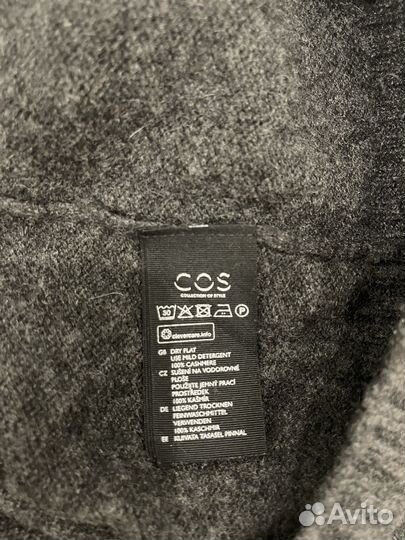 COS
COLLECTION OF STYLE
30 P
clevercare.info
GB DRY FLAT
USE MILD DETERGENT
100% CASHMERE
CZ SUŠENÍ NA VODOROVNÉ
PLOŠE
POUŽIJTE JEMNÝ PRACÍ
PROSTŘEDEK
100% KAŠMÍR
DE LIEGEND TROCKNEN
FEINWASCHMITTEL
VERWENDEN
100% KASCHMIR
EE KUIVATA TASASEL PINNAL
Avito